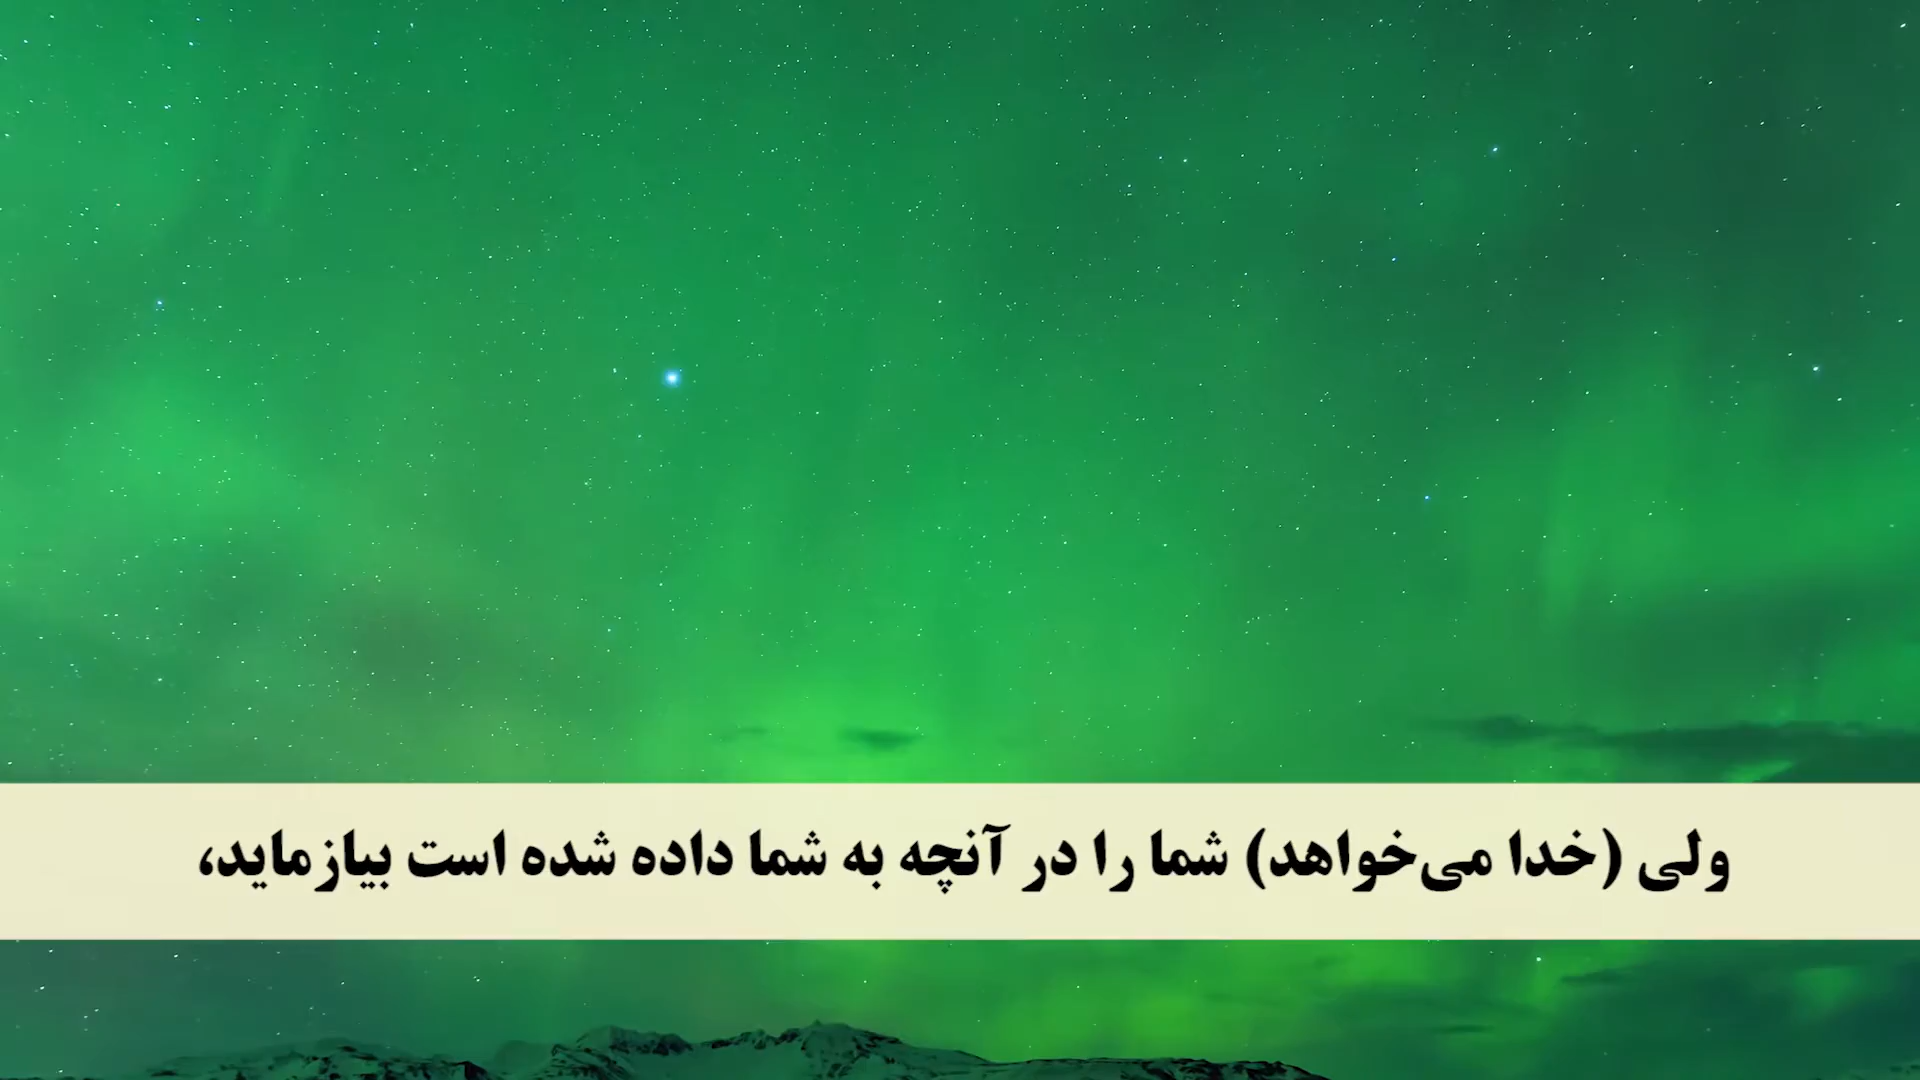 ولی (خدا می‌خواهد) شما را در آنچه به شما داده شده است بیازماید،